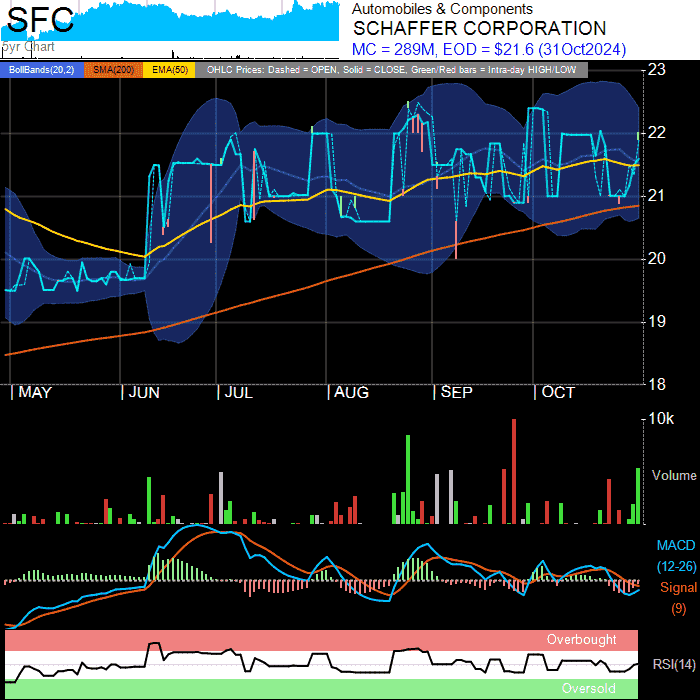 SFC
5yr Chart
Automobiles & Components
SCHAFFER CORPORATION
MC = 289M, EOD = $21.6 (31Oct2024)
BollBands(20,2) SMA(200) EMA(50) OHLC Prices: Dashed = OPEN, Solid = CLOSE, Green/Red bars = Intra-day HIGH/LOW
23
22
21
20
19
18
MAY JUN JUL AUG SEP OCT
10k
Volume
MACD
(12-26)
Signal
(9)
Overbought
RSI(14)
Oversold